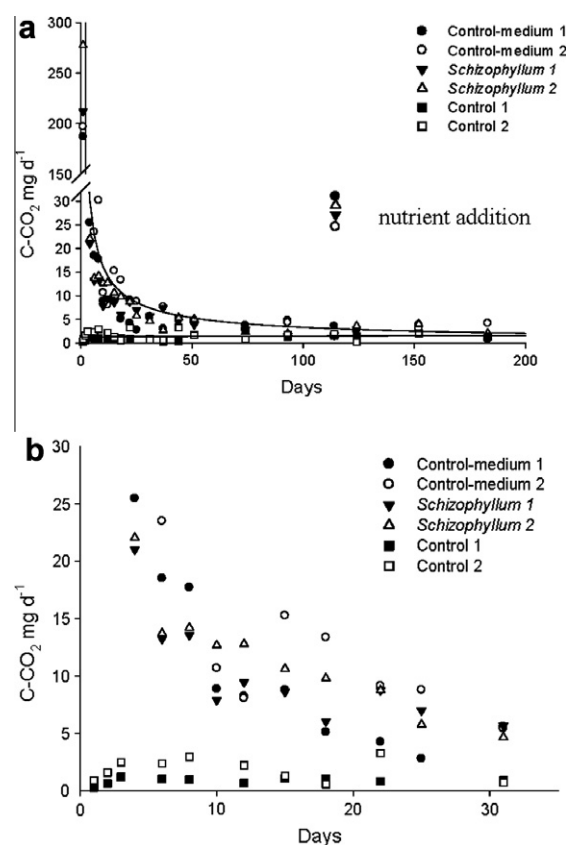 a
300
250
200
150
30
25
20
15
10
5
0
C-CO₂ mg d⁻¹
Control-medium 1
Control-medium 2
Schizophyllum 1
Schizophyllum 2
Control 1
Control 2
nutrient addition
0 50 100 150 200
Days
b
30
25
20
15
10
5
0
C-CO₂ mg d⁻¹
Control-medium 1
Control-medium 2
Schizophyllum 1
Schizophyllum 2
Control 1
Control 2
0 10 20 30
Days